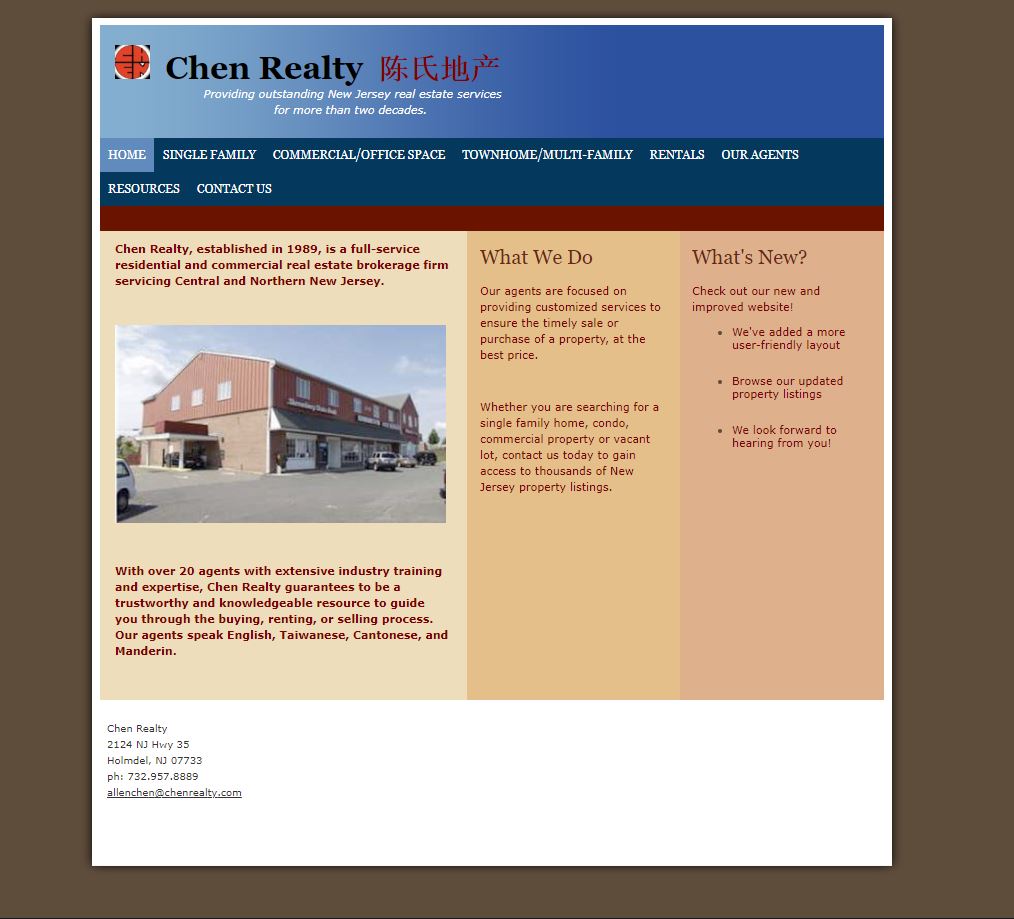 Chen Realty 陈氏地产
Providing outstanding New Jersey real estate services
for more than two decades.
HOME SINGLE FAMILY COMMERCIAL/OFFICE SPACE TOWNHOME/MULTI-FAMILY RENTALS OUR AGENTS
RESOURCES CONTACT US
Chen Realty, established in 1989, is a full-service
residential and commercial real estate brokerage firm
servicing Central and Northern New Jersey.
With over 20 agents with extensive industry training
and expertise, Chen Realty guarantees to be a
trustworthy and knowledgeable resource to guide
you through the buying, renting, or selling process.
Our agents speak English, Taiwanese, Cantonese, and
Manderin.
What We Do
Our agents are focused on
providing customized services to
ensure the timely sale or
purchase of a property, at the
best price.
Whether you are searching for a
single family home, condo,
commercial property or vacant
lot, contact us today to gain
access to thousands of New
Jersey property listings.
What's New?
Check out our new and
improved website!
We've added a more
user-friendly layout
Browse our updated
property listings
We look forward to
hearing from you!
Chen Realty
2124 NJ Hwy 35
Holmdel, NJ 07733
ph: 732.957.8889
allenchen@chenrealty.com